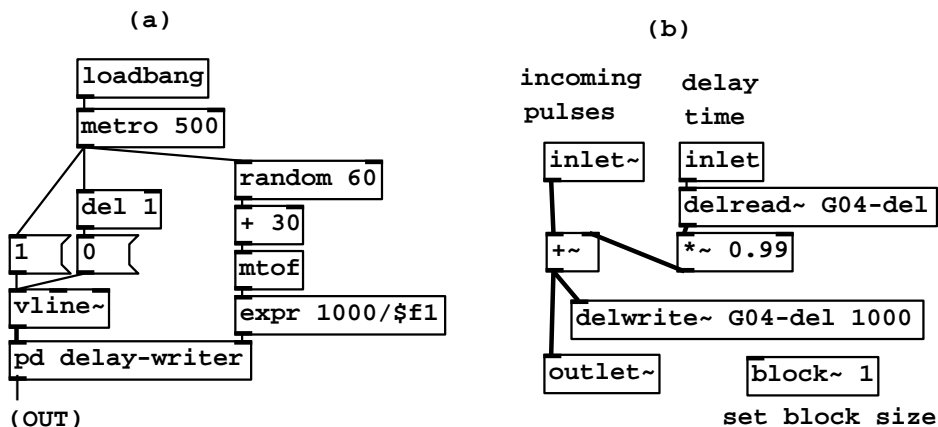 (a)
loadbang
metro 500
random 60
del 1
+ 30
1
0
mtof
vline~
expr 1000/$f1
pd delay-writer
(OUT)
(b)
incoming
pulses
delay
time
inlet~
inlet
delread~ G04-del
+~
*~ 0.99
delwrite~ G04-del 1000
outlet~
block~ 1
set block size